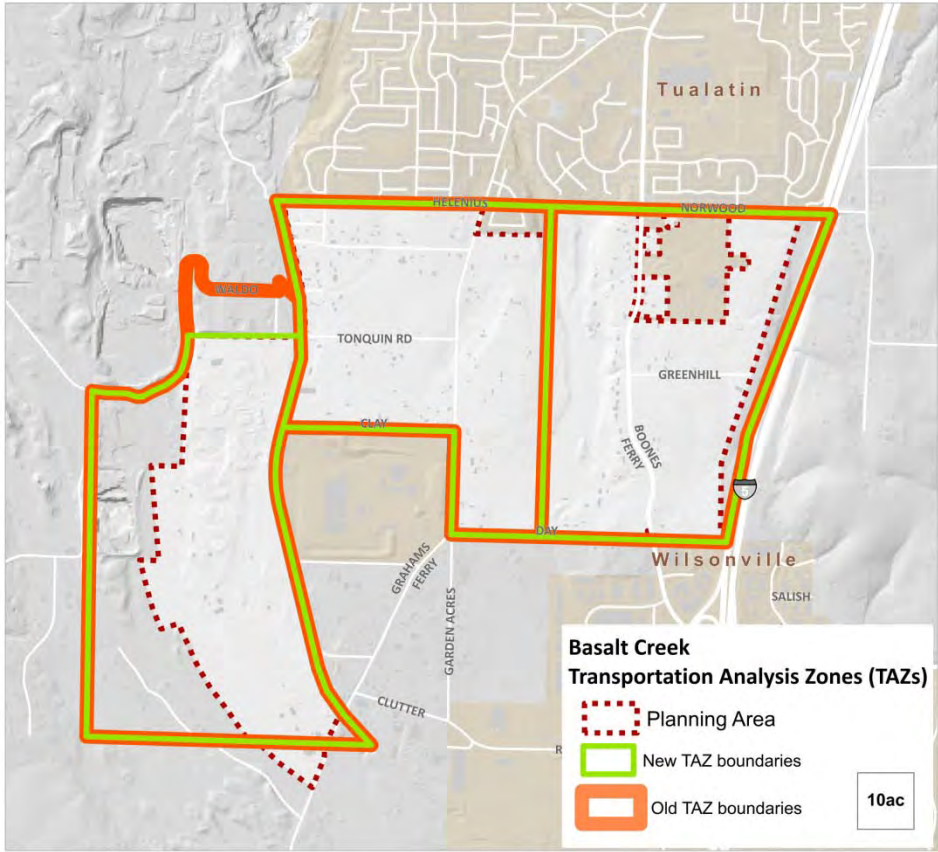 Tualatin
HELENIUS
NORWOOD
WALDO
TONQUIN RD
GREENHILL
CLAY
BOONES
FERRY
5
DAY
Wilsonville
GRAHAMS
FERRY
GARDEN ACRES
SALISH
CLUTTER
R
Basalt Creek
Transportation Analysis Zones (TAZs)
Planning Area
New TAZ boundaries
Old TAZ boundaries
10ac